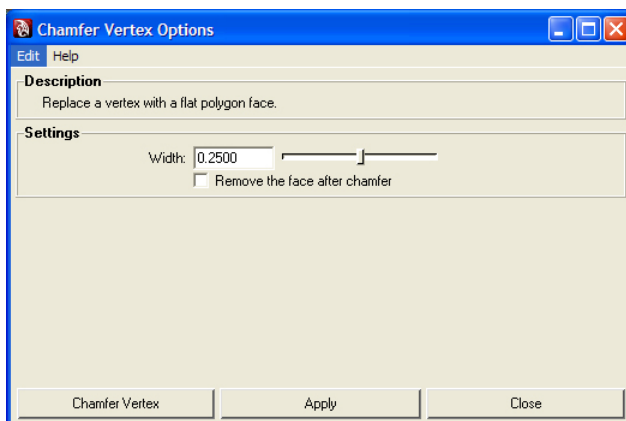 Chamfer Vertex Options
Edit Help
Description
Replace a vertex with a flat polygon face.
Settings
Width: 0.2500
Remove the face after chamfer
Chamfer Vertex Apply Close